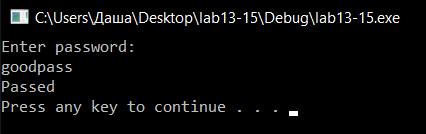 C:\Users\Даша\Desktop\lab13-15\Debug\lab13-15.exe
Enter password:
goodpass
Passed
Press any key to continue . . .